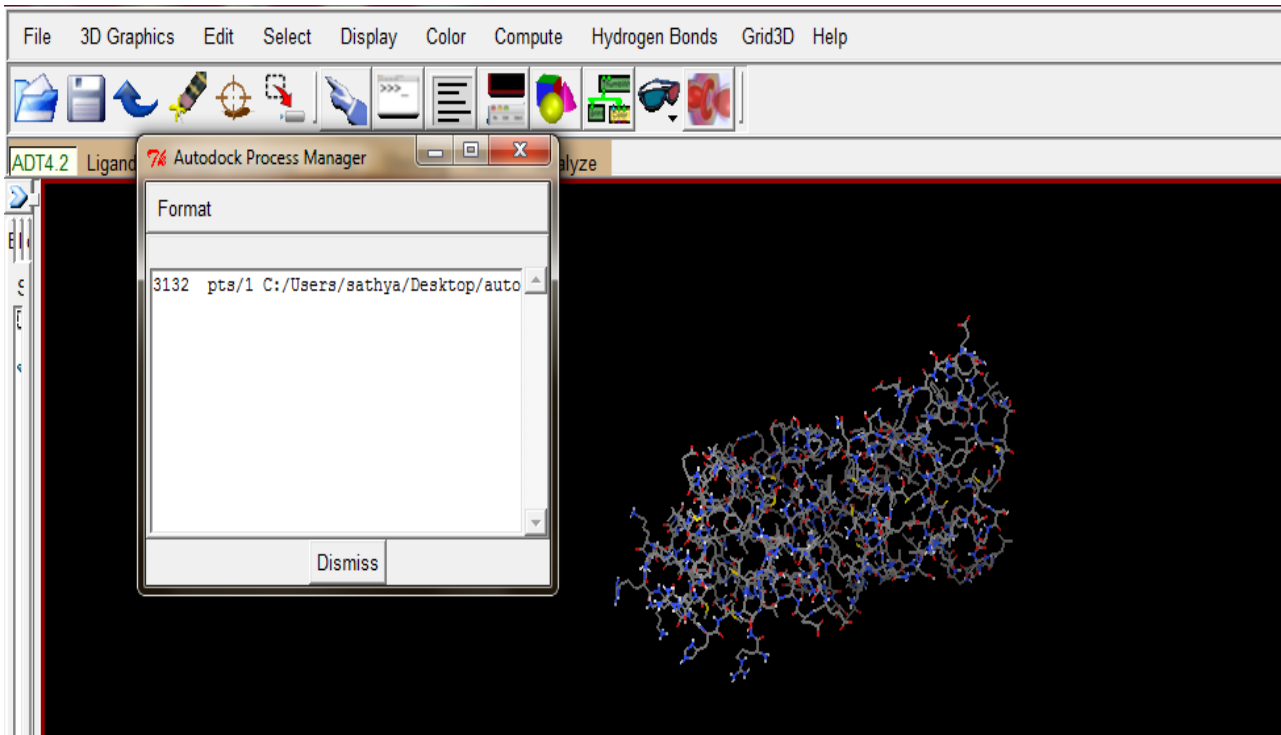 File 3D Graphics Edit Select Display Color Compute Hydrogen Bonds Grid3D Help
>>>_
ADT4.2 Ligand alyze
Autodock Process Manager
Format
3132 pts/1 C:/Users/sathya/Desktop/auto
Dismiss